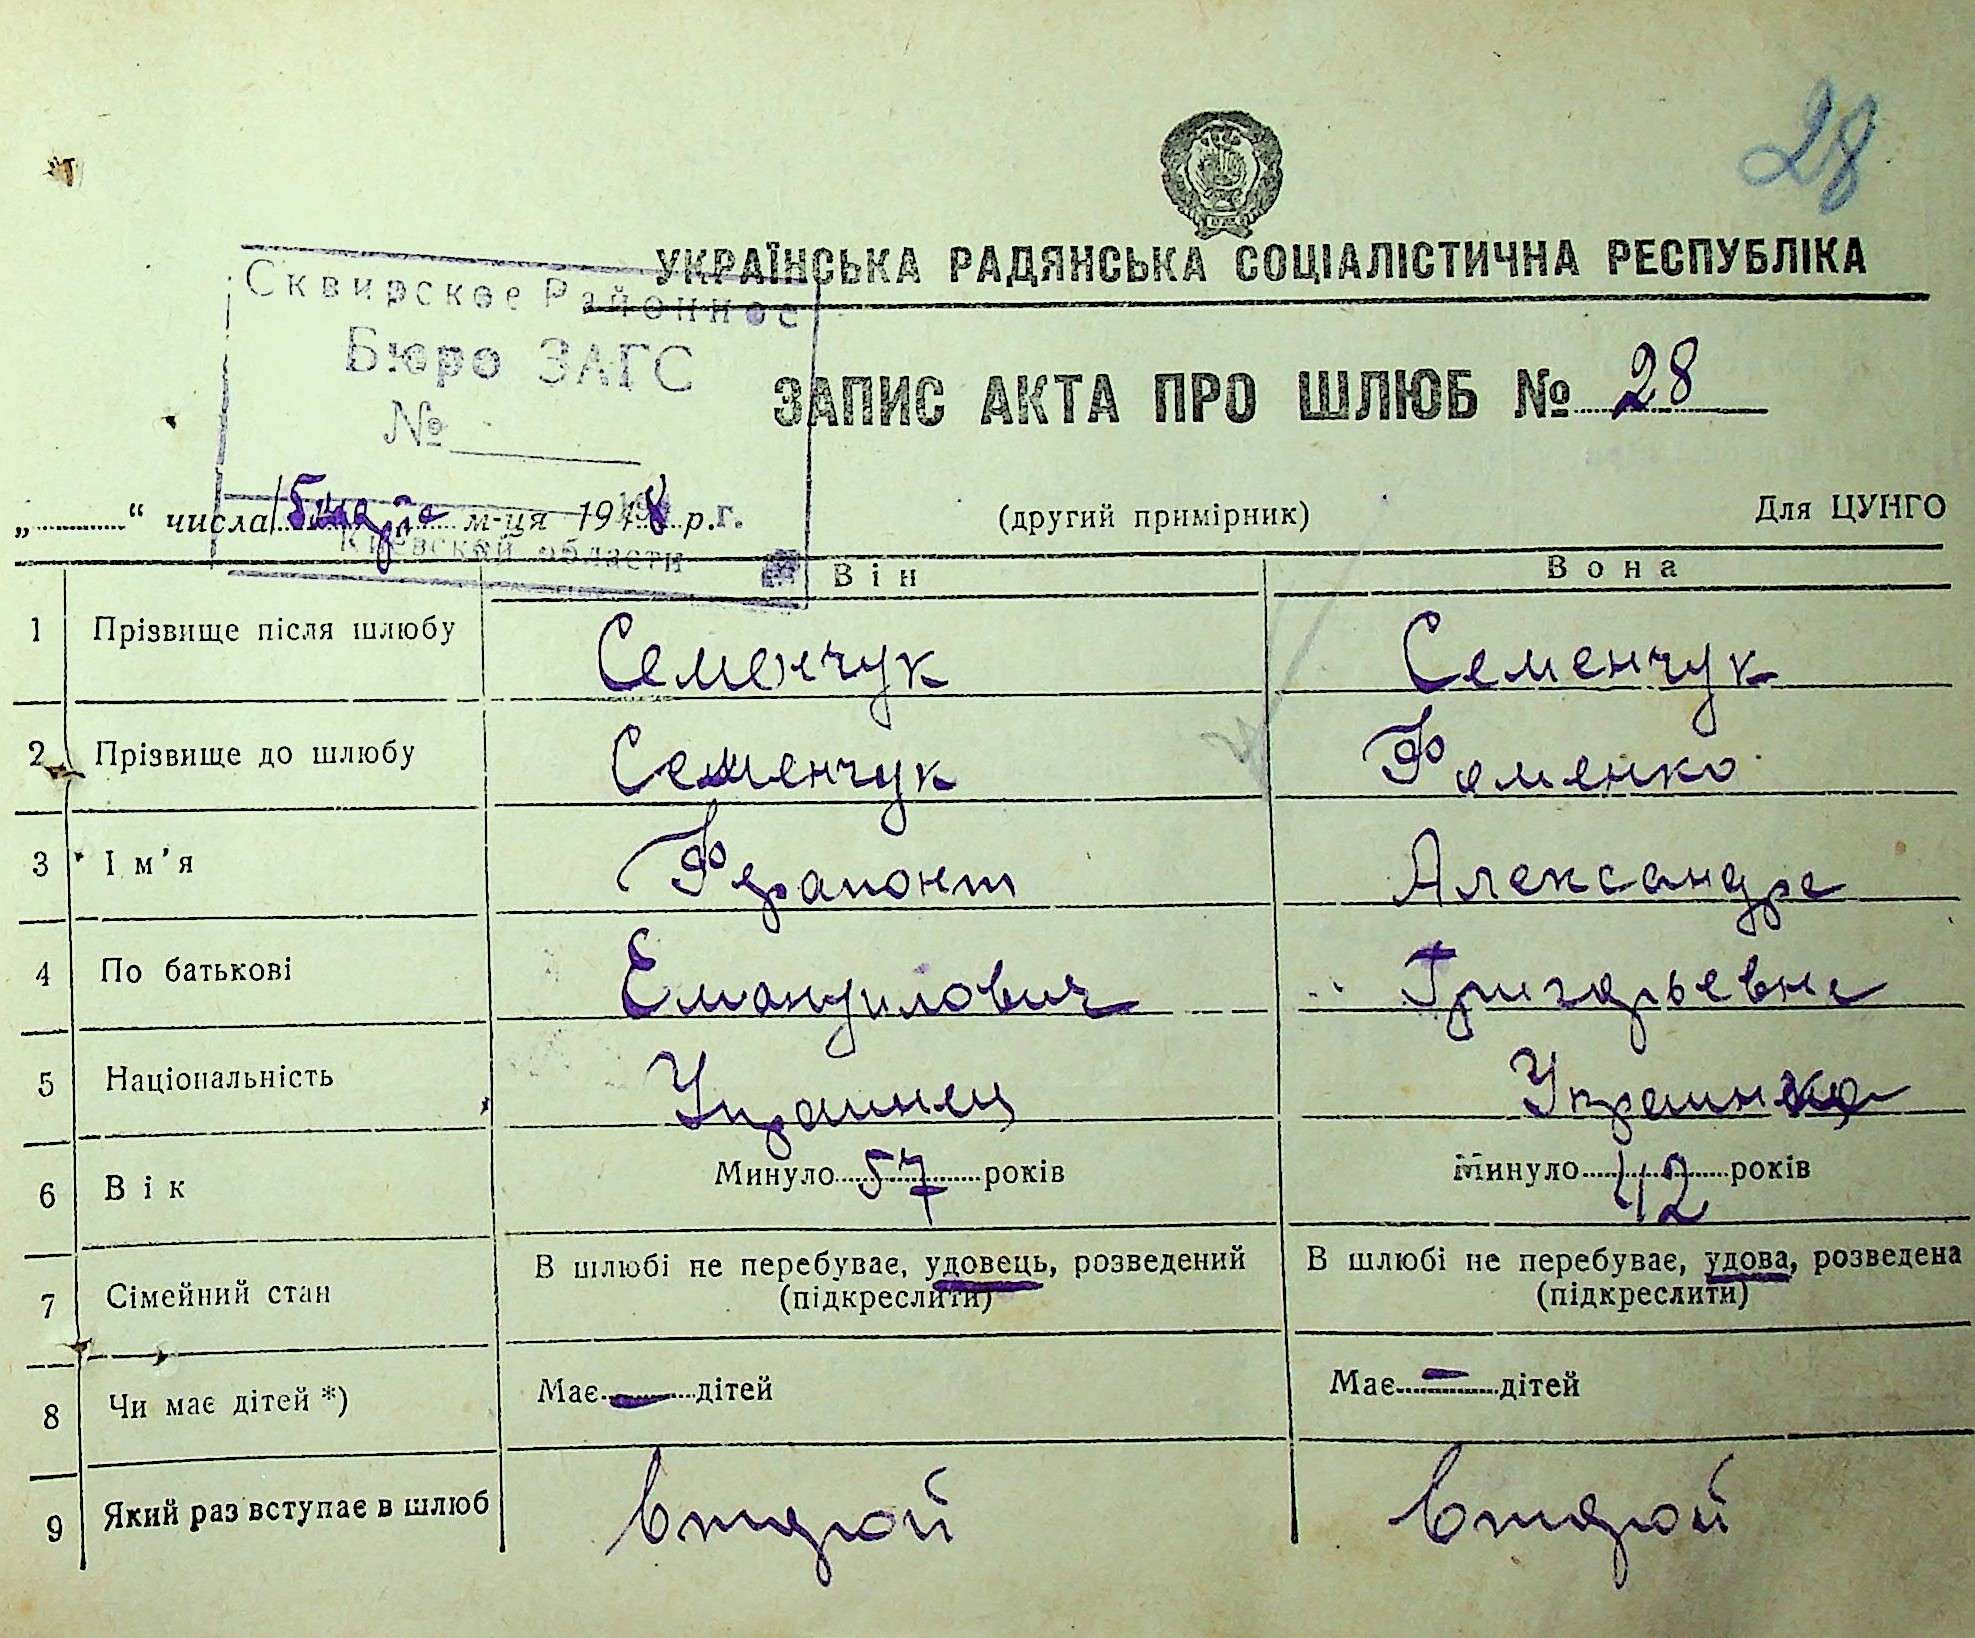 28
УКРАЇНСЬКА РАДЯНСЬКА СОЦІАЛІСТИЧНА РЕСПУБЛІКА
Сквирское Районное
Бюро ЗАГС
№
Киевской области
ЗАПИС АКТА ПРО ШЛЮБ № 28
„ “ числа марта м-ця 1948 р. г.
(другий примірник)
Для ЦУНГО
Він Вона
1 Прізвище після шлюбу Семенчук Семенчук
2 Прізвище до шлюбу Семенчук Фоменко
3 Ім’я Ферапонт Александра
4 По батькові Емануилович Григорьевна
5 Національність Украинец Украинка
6 Вік Минуло 57 років Минуло 42 років
7 Сімейний стан В шлюбі не перебуває, удовець, розведений В шлюбі не перебуває, удова, розведена
(підкреслити) (підкреслити)
8 Чи має дітей *) Має — дітей Має — дітей
9 Який раз вступає в шлюб второй второй